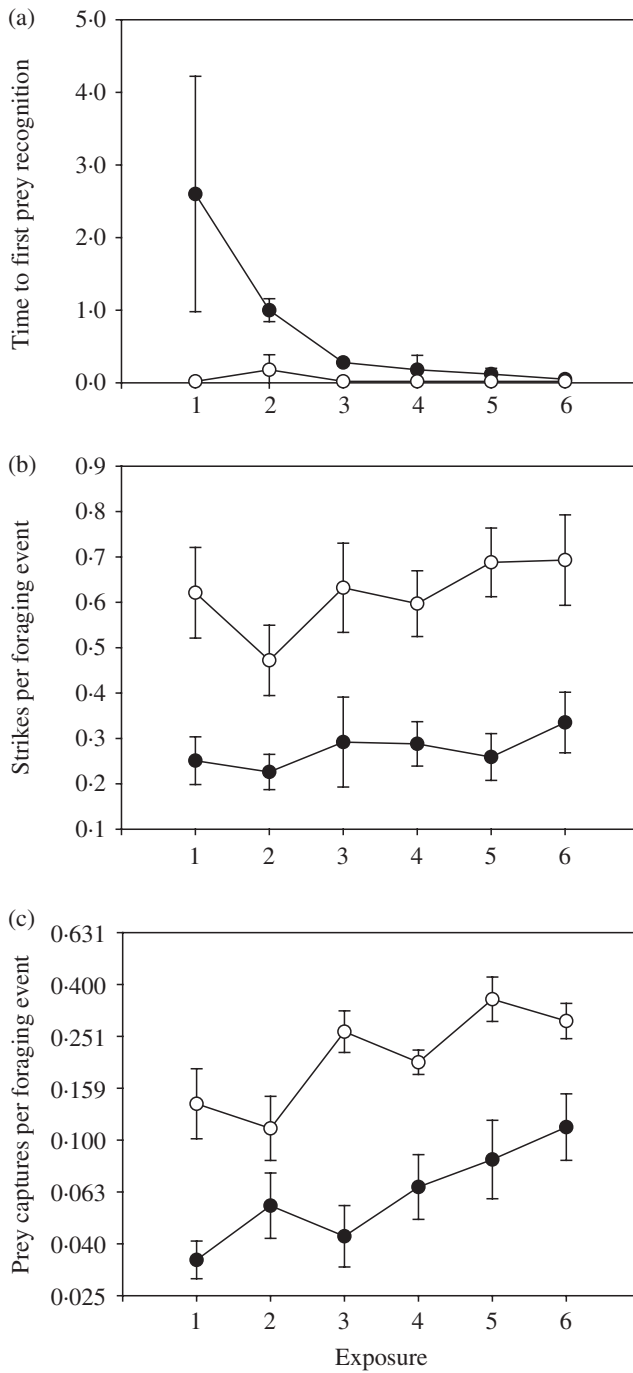 (a)
Time to first prey recognition
5·0
4·0
3·0
2·0
1·0
0·0
1 2 3 4 5 6
(b)
Strikes per foraging event
0·9
0·8
0·7
0·6
0·5
0·4
0·3
0·2
0·1
1 2 3 4 5 6
(c)
Prey captures per foraging event
0·631
0·400
0·251
0·159
0·100
0·063
0·040
0·025
1 2 3 4 5 6
Exposure